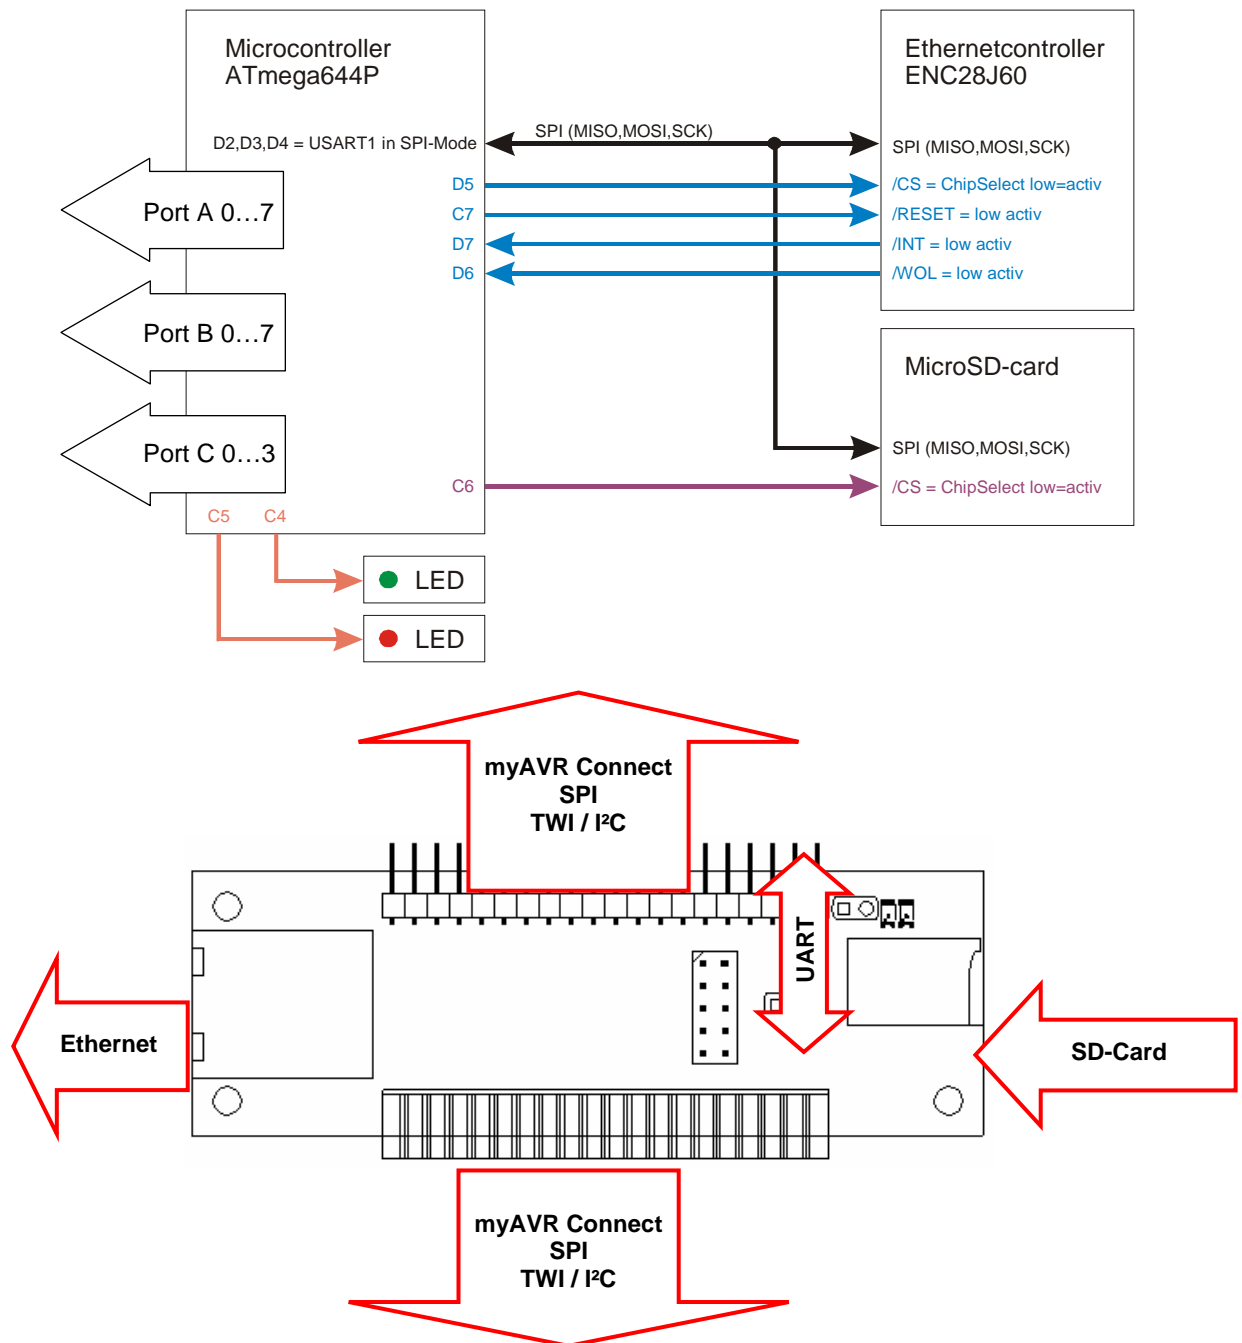 Microcontroller
ATmega644P
Ethernetcontroller
ENC28J60
D2,D3,D4 = USART1 in SPI-Mode
SPI (MISO,MOSI,SCK)
SPI (MISO,MOSI,SCK)
D5
/CS = ChipSelect low=activ
C7
/RESET = low activ
D7
/INT = low activ
D6
/WOL = low activ
Port A 0…7
Port B 0…7
Port C 0…3
MicroSD-card
SPI (MISO,MOSI,SCK)
C6
/CS = ChipSelect low=activ
C5
C4
LED
LED
myAVR Connect
SPI
TWI / I²C
UART
Ethernet
SD-Card
myAVR Connect
SPI
TWI / I²C